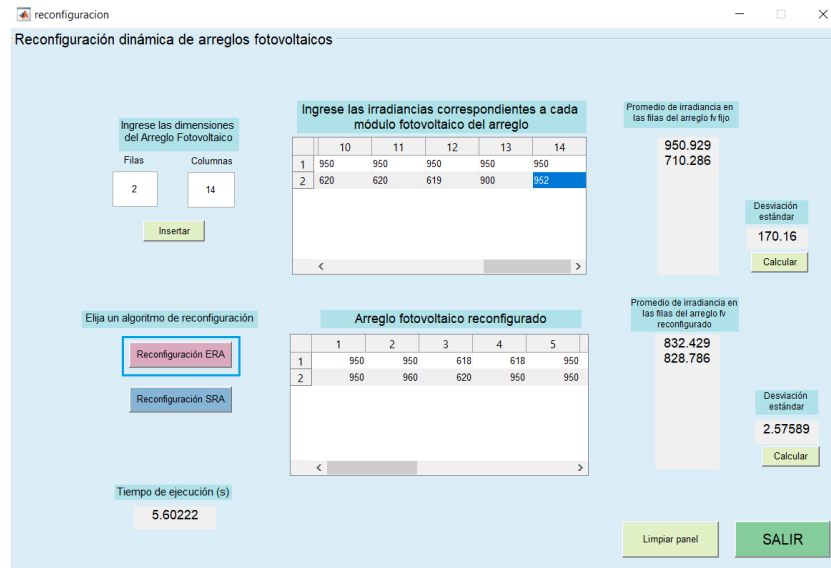 reconfiguracion
Reconfiguración dinámica de arreglos fotovoltaicos
Ingrese las dimensiones
del Arreglo Fotovoltaico
Filas Columnas
2 14
Insertar
Ingrese las irradiancias correspondientes a cada
módulo fotovoltaico del arreglo
10 11 12 13 14
1 950 950 950 950 950
2 620 620 619 900 952
Promedio de irradiancia en
las filas del arreglo fv fijo
950.929
710.286
Desviación
estándar
170.16
Calcular
Elija un algoritmo de reconfiguración
Reconfiguración ERA
Reconfiguración SRA
Arreglo fotovoltaico reconfigurado
1 2 3 4 5
1 950 950 618 618 950
2 950 960 620 950 950
Promedio de irradiancia en
las filas del arreglo fv
reconfigurado
832.429
828.786
Desviación
estándar
2.57589
Calcular
Tiempo de ejecución (s)
5.60222
Limpiar panel
SALIR